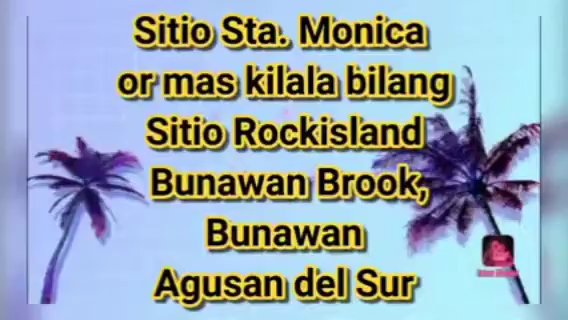 Sitio Sta. Monica
or mas kilala bilang
Sitio Rockisland
Bunawan Brook,
Bunawan
Agusan del Sur